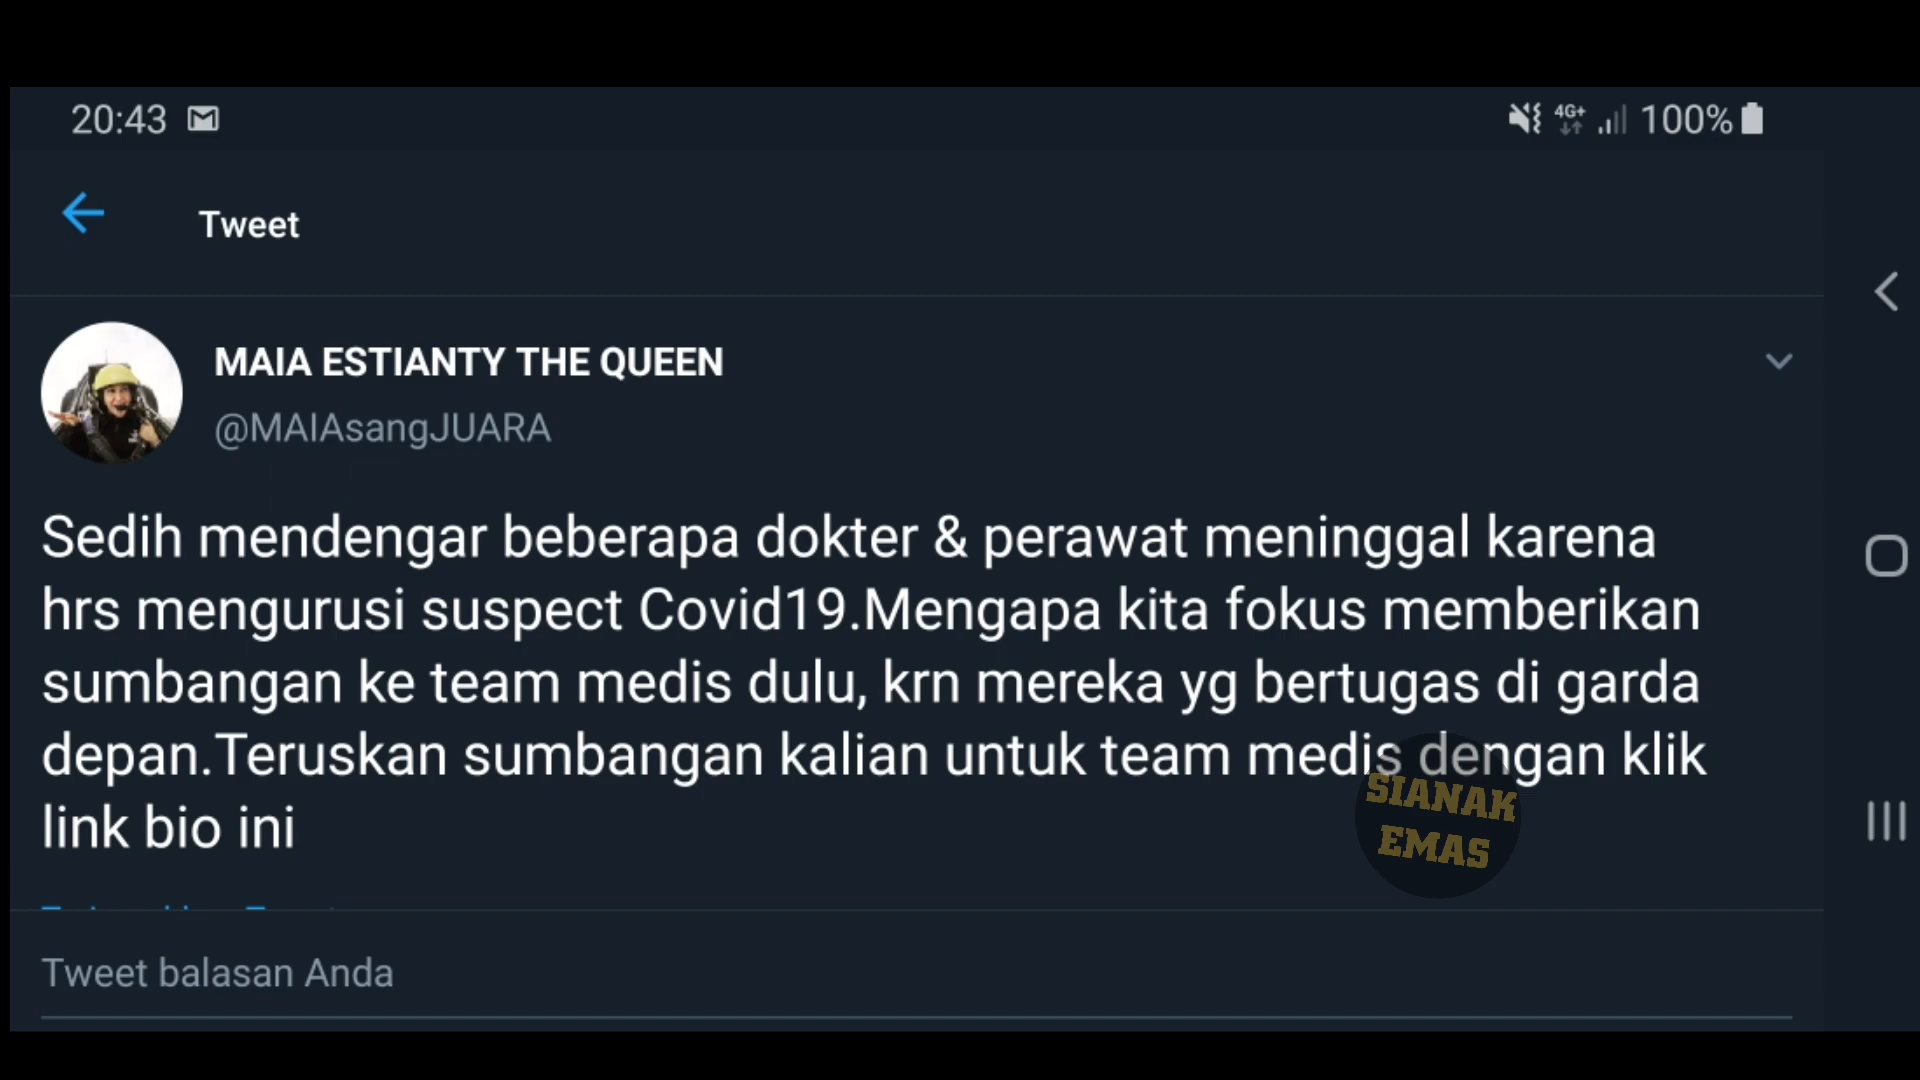 20:43
4G+ 100%
Tweet
MAIA ESTIANTY THE QUEEN
@MAIAsangJUARA
Sedih mendengar beberapa dokter & perawat meninggal karena
hrs mengurusi suspect Covid19.Mengapa kita fokus memberikan
sumbangan ke team medis dulu, krn mereka yg bertugas di garda
depan.Teruskan sumbangan kalian untuk team medis dengan klik
link bio ini
SIANAK
EMAS
Tweet balasan Anda